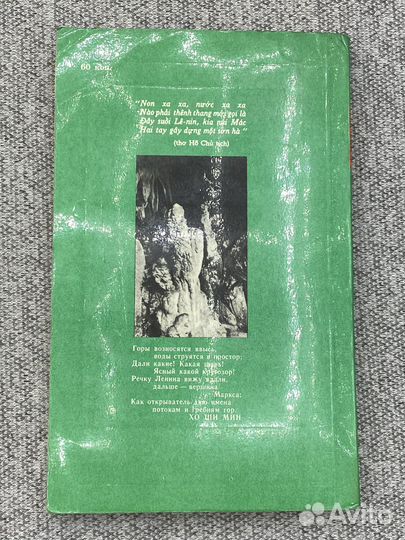 60 коп.
"Non xa xa, nước xa xa
Nào phải thênh thang mới gọi là
Đây suối Lê-nin, kia núi Mác
Hai tay gây dựng một sơn hà"
(thơ Hồ Chủ tịch)
Горы возносятся ввысь,
воды струятся в простор;
Дали какие! Какая ширь!
Ясный какой кругозор!
Речку Ленина вижу вдали,
дальше — вершина
Маркса:
Как открыватель даю имена
потокам и гребням гор.
ХО ШИ МИН
Avito